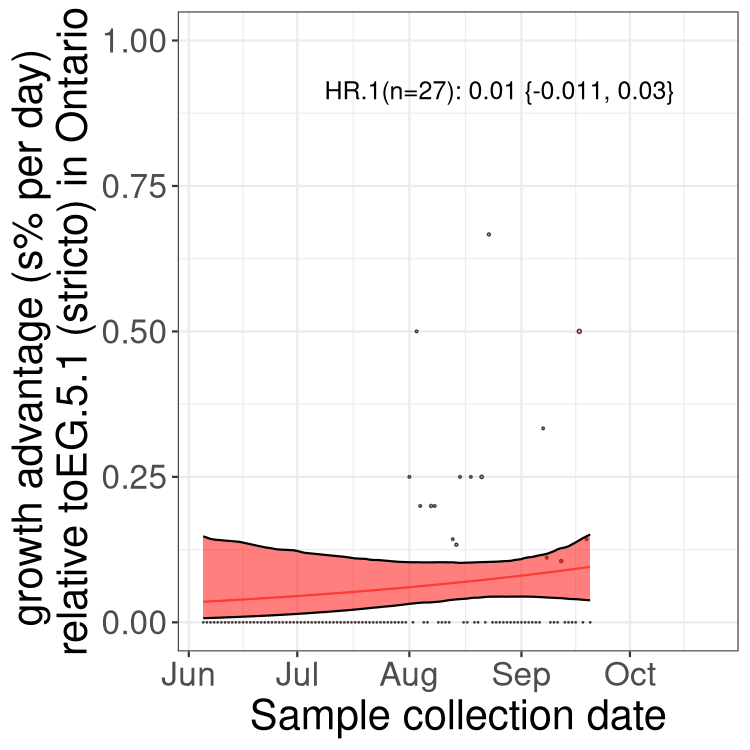 growth advantage (s% per day)
relative toEG.5.1 (stricto) in Ontario
1.00
HR.1(n=27): 0.01 {-0.011, 0.03}
0.75
0.50
0.25
0.00
Jun Jul Aug Sep Oct
Sample collection date